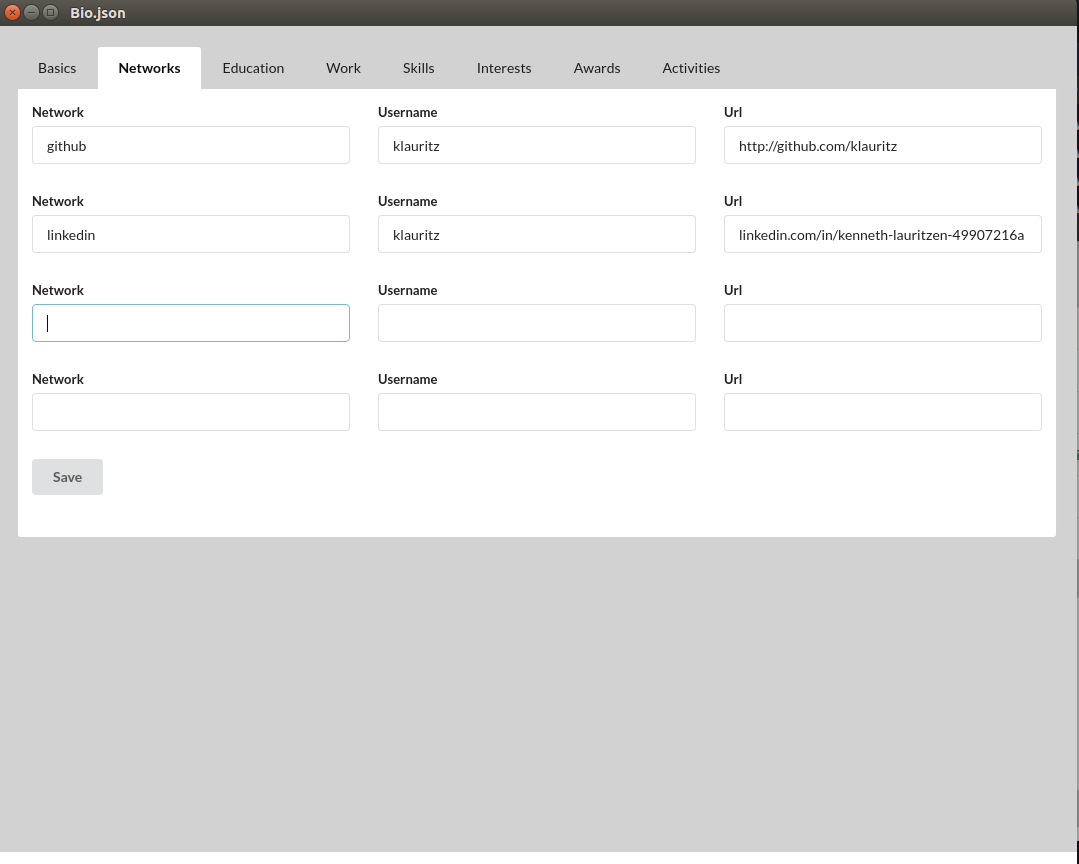 Bio.json
Basics Networks Education Work Skills Interests Awards Activities
Network Username Url
github klauritz http://github.com/klauritz
Network Username Url
linkedin klauritz linkedin.com/in/kenneth-lauritzen-49907216a
Network Username Url
Network Username Url
Save